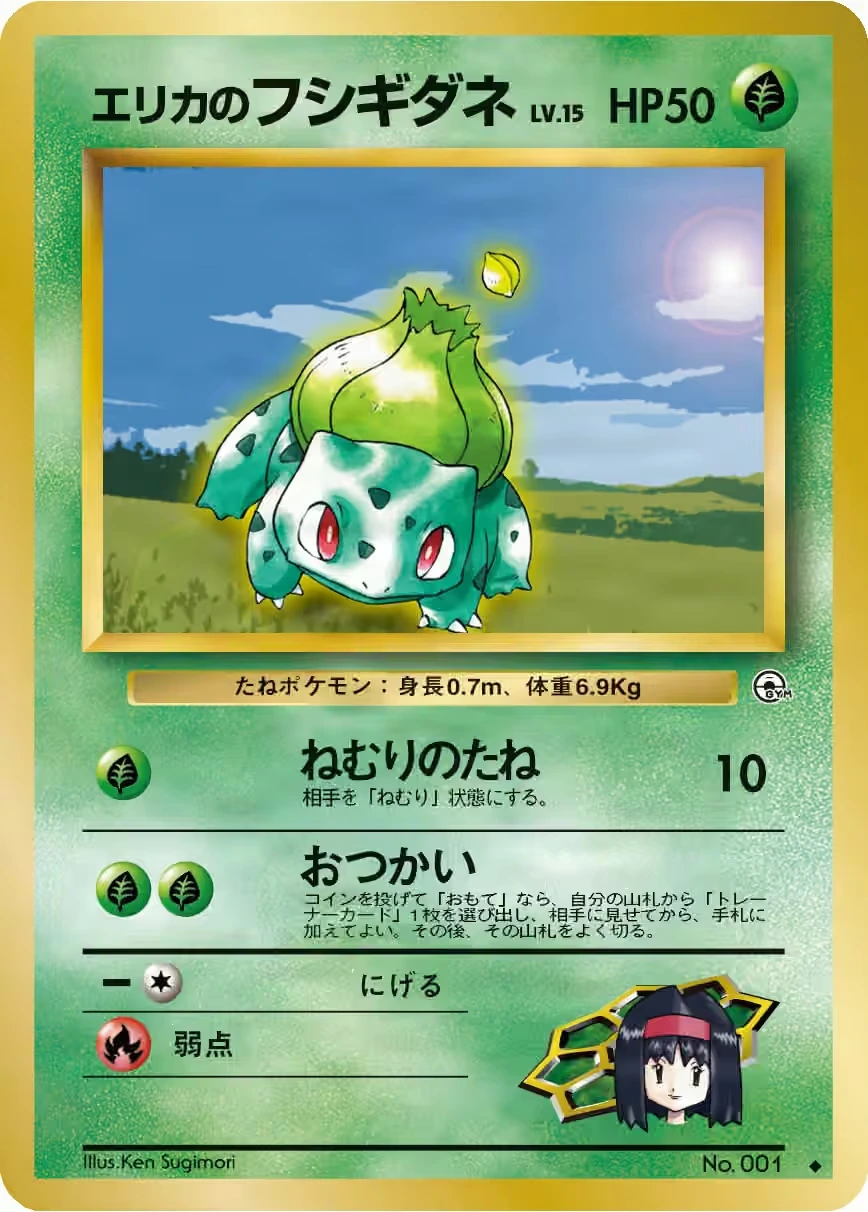 エリカのフシギダネ LV.15 HP50
たねポケモン：身長0.7m、体重6.9Kg
GYM
ねむりのたね 10
相手を「ねむり」状態にする。
おつかい
コインを投げて「おもて」なら、自分の山札から「トレー
ナーカード」1枚を選び出し、相手に見せてから、手札に
加えてよい。その後、その山札をよく切る。
ー にげる
弱点
Illus.Ken Sugimori No. 001